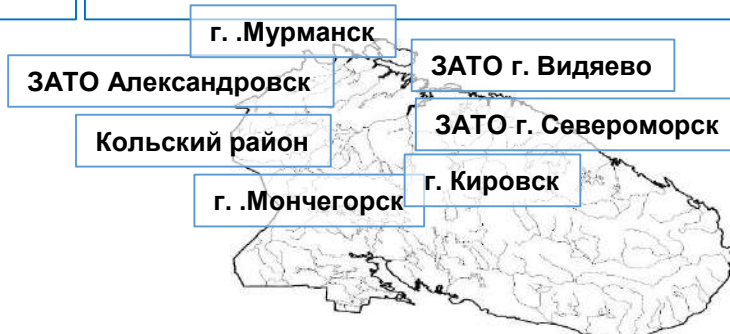 г. .Мурманск
ЗАТО г. Видяево
ЗАТО Александровск
ЗАТО г. Североморск
Кольский район
г. Кировск
г. .Мончегорск